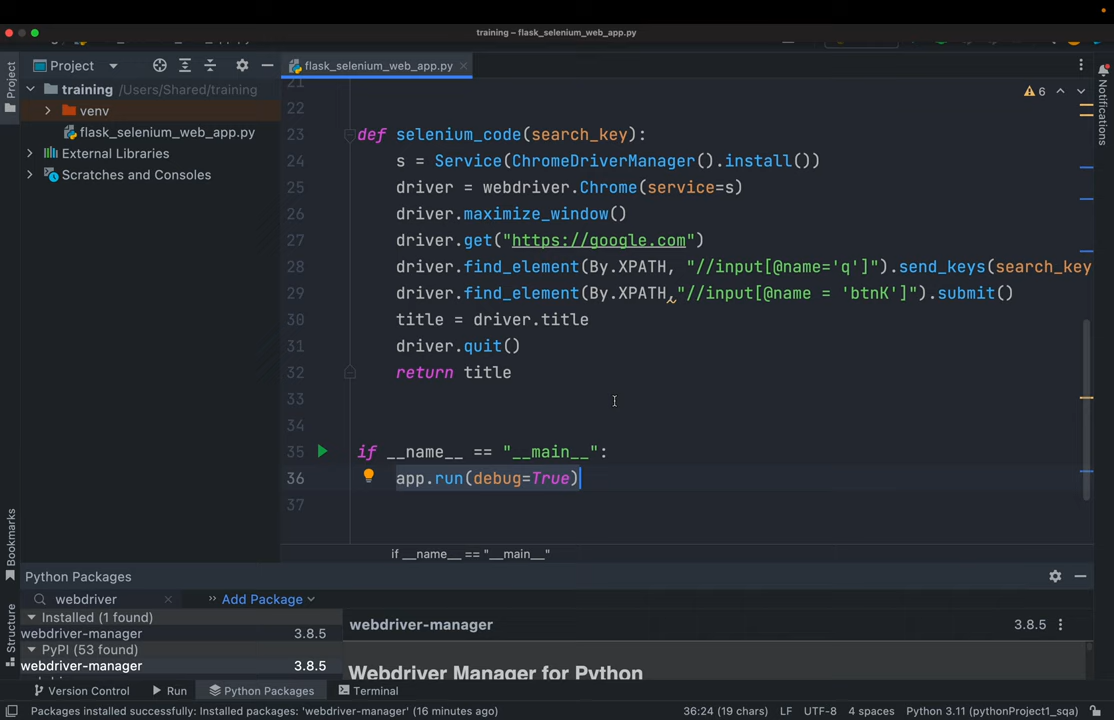 training – flask_selenium_web_app.py
Project
Project
flask_selenium_web_app.py
Notifications
training /Users/Shared/training
venv
flask_selenium_web_app.py
External Libraries
Scratches and Consoles
6
21
22
23 def selenium_code(search_key):
24 s = Service(ChromeDriverManager().install())
25 driver = webdriver.Chrome(service=s)
26 driver.maximize_window()
27 driver.get("https://google.com")
28 driver.find_element(By.XPATH, "//input[@name='q']").send_keys(search_key
29 driver.find_element(By.XPATH,"//input[@name = 'btnK']").submit()
30 title = driver.title
31 driver.quit()
32 return title
33
34
35 if __name__ == "__main__":
36 app.run(debug=True)
37
if __name__ == "__main__"
Bookmarks
Structure
Python Packages
webdriver
Add Package
Installed (1 found)
webdriver-manager 3.8.5
PyPI (53 found)
webdriver-manager 3.8.5
webdriver-manager 3.8.5
Webdriver Manager for Python
Version Control
Run
Python Packages
Terminal
Packages installed successfully: Installed packages: 'webdriver-manager' (16 minutes ago)
36:24 (19 chars) LF UTF-8 4 spaces Python 3.11 (pythonProject1_sqa)